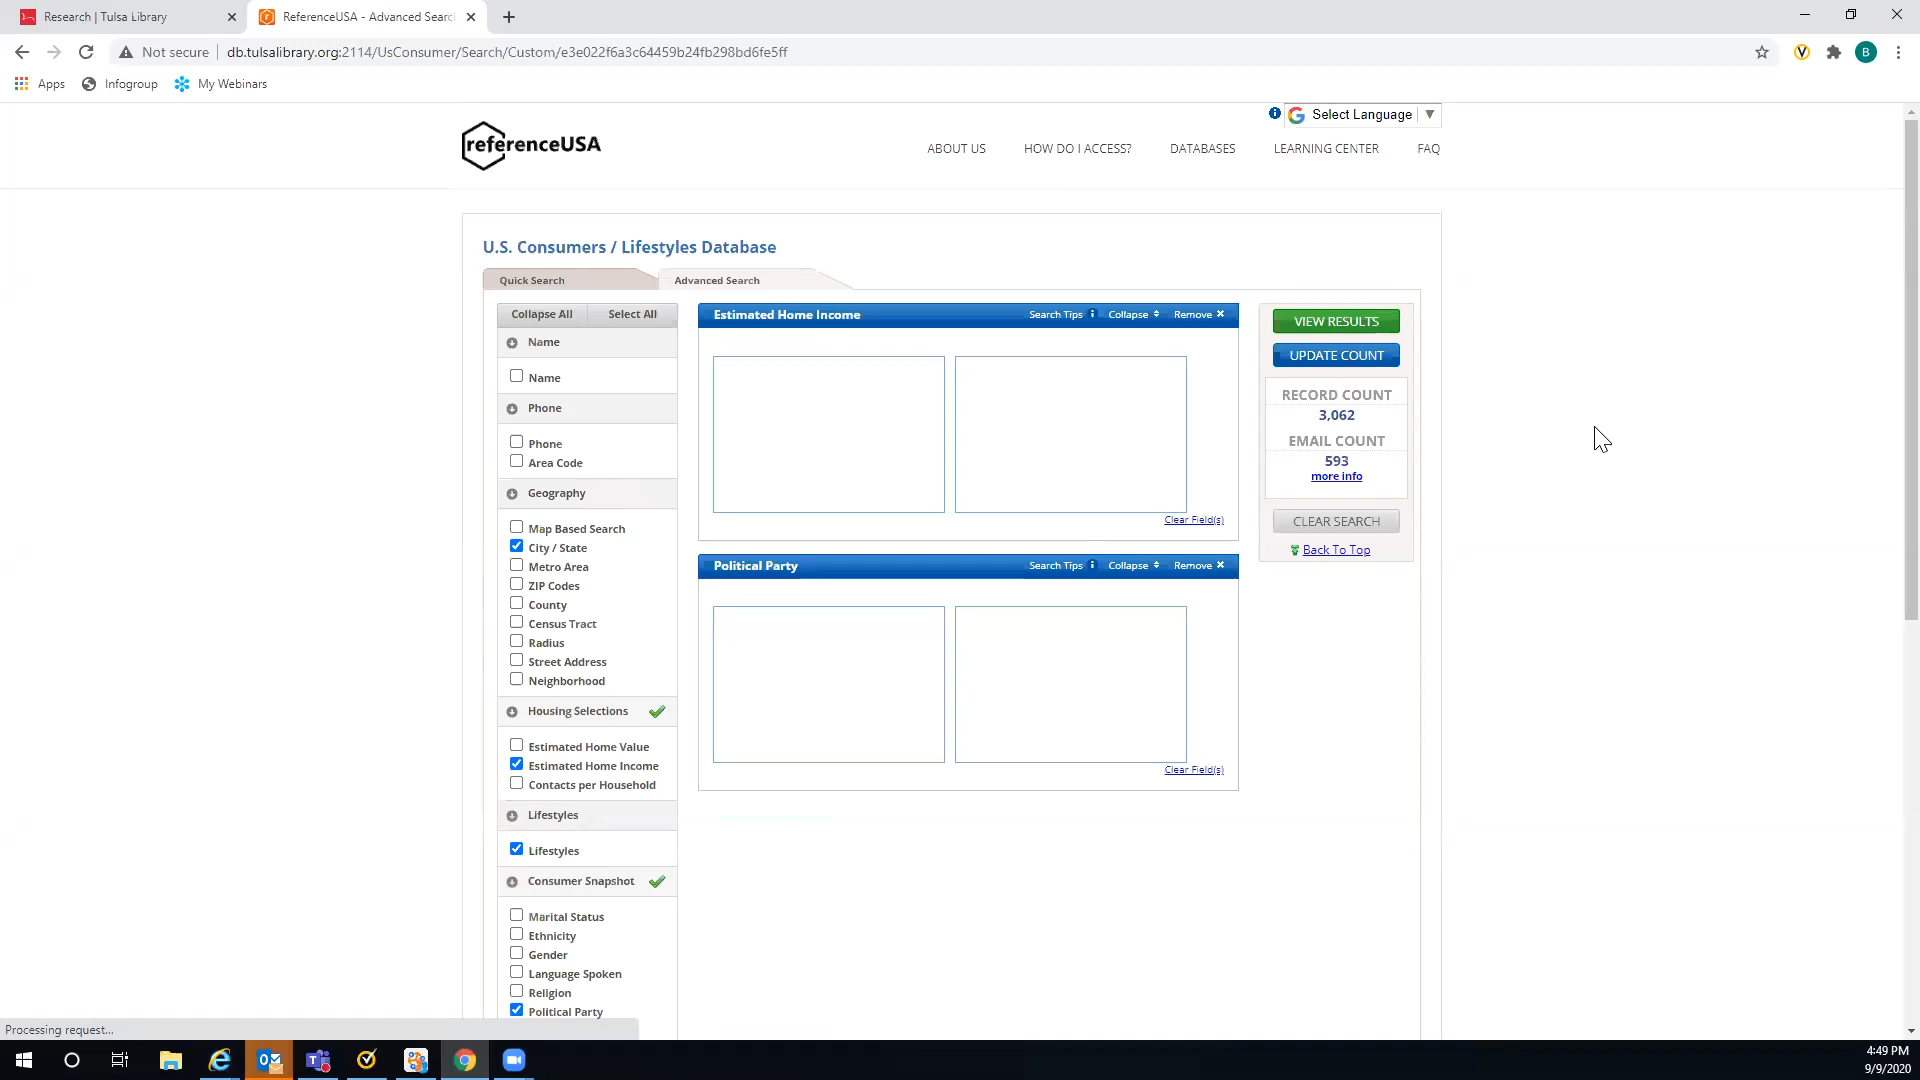 Research | Tulsa Library
ReferenceUSA - Advanced Searc
Not secure
db.tulsalibrary.org:2114/UsConsumer/Search/Custom/e3e022f6a3c64459b24fb298bd6fe5ff
B
Apps
Infogroup
My Webinars
Select Language
referenceUSA
ABOUT US
HOW DO I ACCESS?
DATABASES
LEARNING CENTER
FAQ
U.S. Consumers / Lifestyles Database
Quick Search
Advanced Search
Collapse All
Select All
Name
Name
Phone
Phone
Area Code
Geography
Map Based Search
City / State
Metro Area
ZIP Codes
County
Census Tract
Radius
Street Address
Neighborhood
Housing Selections
Estimated Home Value
Estimated Home Income
Contacts per Household
Lifestyles
Lifestyles
Consumer Snapshot
Marital Status
Ethnicity
Gender
Language Spoken
Religion
Political Party
Estimated Home Income
Search Tips
Collapse
Remove
Clear Field(s)
Political Party
Search Tips
Collapse
Remove
Clear Field(s)
VIEW RESULTS
UPDATE COUNT
RECORD COUNT
3,062
EMAIL COUNT
593
more info
CLEAR SEARCH
Back To Top
Processing request...
4:49 PM
9/9/2020